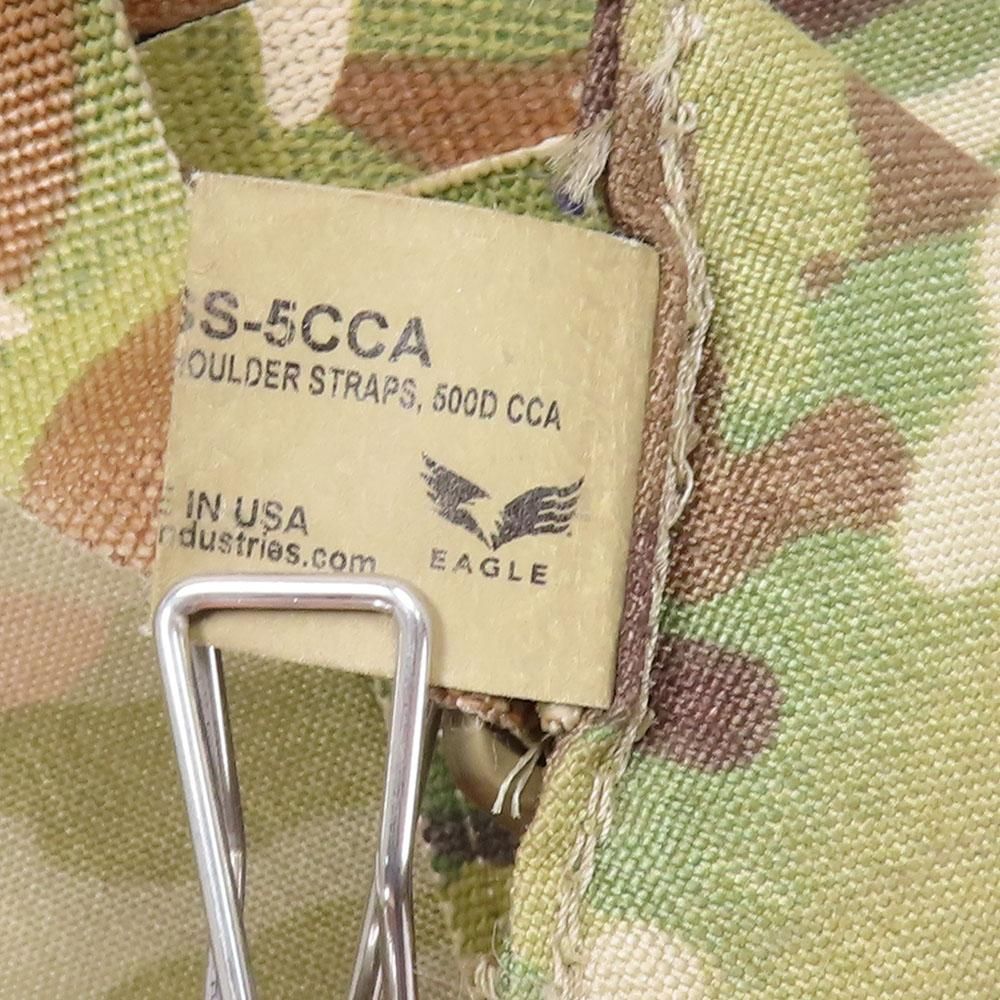 SS-5CCA
HOULDER STRAPS, 500D CCA
E IN USA
ndustries.com
EAGLE